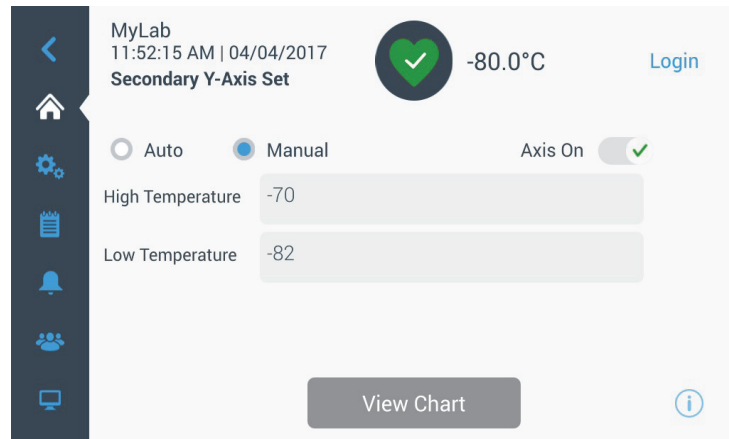 MyLab
11:52:15 AM | 04/04/2017
Secondary Y-Axis Set
-80.0°C
Login
Auto Manual Axis On
High Temperature -70
Low Temperature -82
View Chart
i